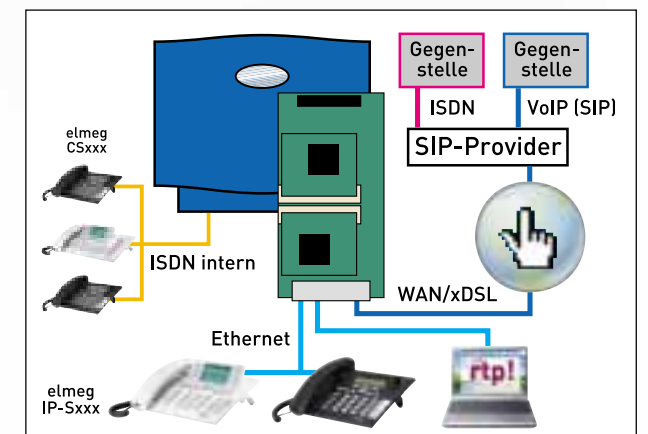 Gegen-
stelle
Gegen-
stelle
ISDN
VoIP (SIP)
SIP-Provider
elmeg
CSxxx
ISDN intern
WAN/xDSL
Ethernet
rtp!
elmeg
IP-Sxxx